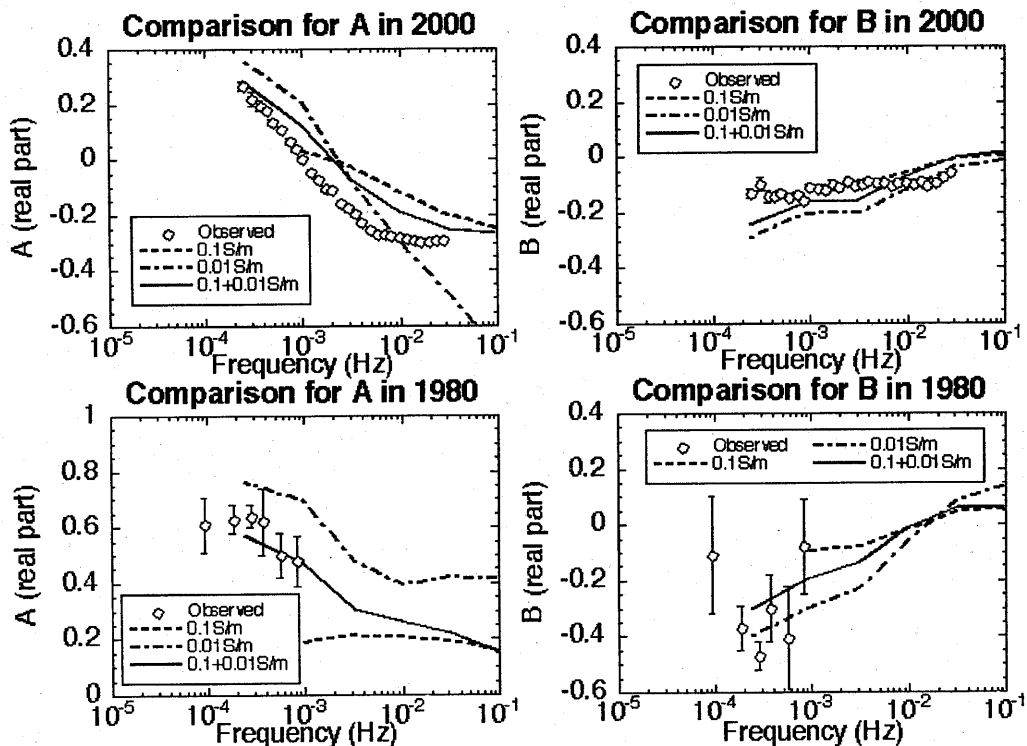 Comparison for A in 2000
0.4
0.2
0
-0.2
-0.4
-0.6
A (real part)
Observed
0.1S/m
0.01S/m
0.1+0.01S/m
10-5
10-4
10-3
10-2
10-1
Frequency (Hz)
Comparison for B in 2000
0.4
0.2
0
-0.2
-0.4
-0.6
B (real part)
Observed
0.1S/m
0.01S/m
0.1+0.01S/m
10-5
10-4
10-3
10-2
10-1
Frequency (Hz)
Comparison for A in 1980
1
0.8
0.6
0.4
0.2
0
A (real part)
Observed
0.1S/m
0.01S/m
0.1+0.01S/m
10-5
10-4
10-3
10-2
10-1
Frequency (Hz)
Comparison for B in 1980
0.4
0.2
0
-0.2
-0.4
-0.6
B (real part)
Observed
0.01S/m
0.1S/m
0.1+0.01S/m
10-5
10-4
10-3
10-2
10-1
Frequency (Hz)